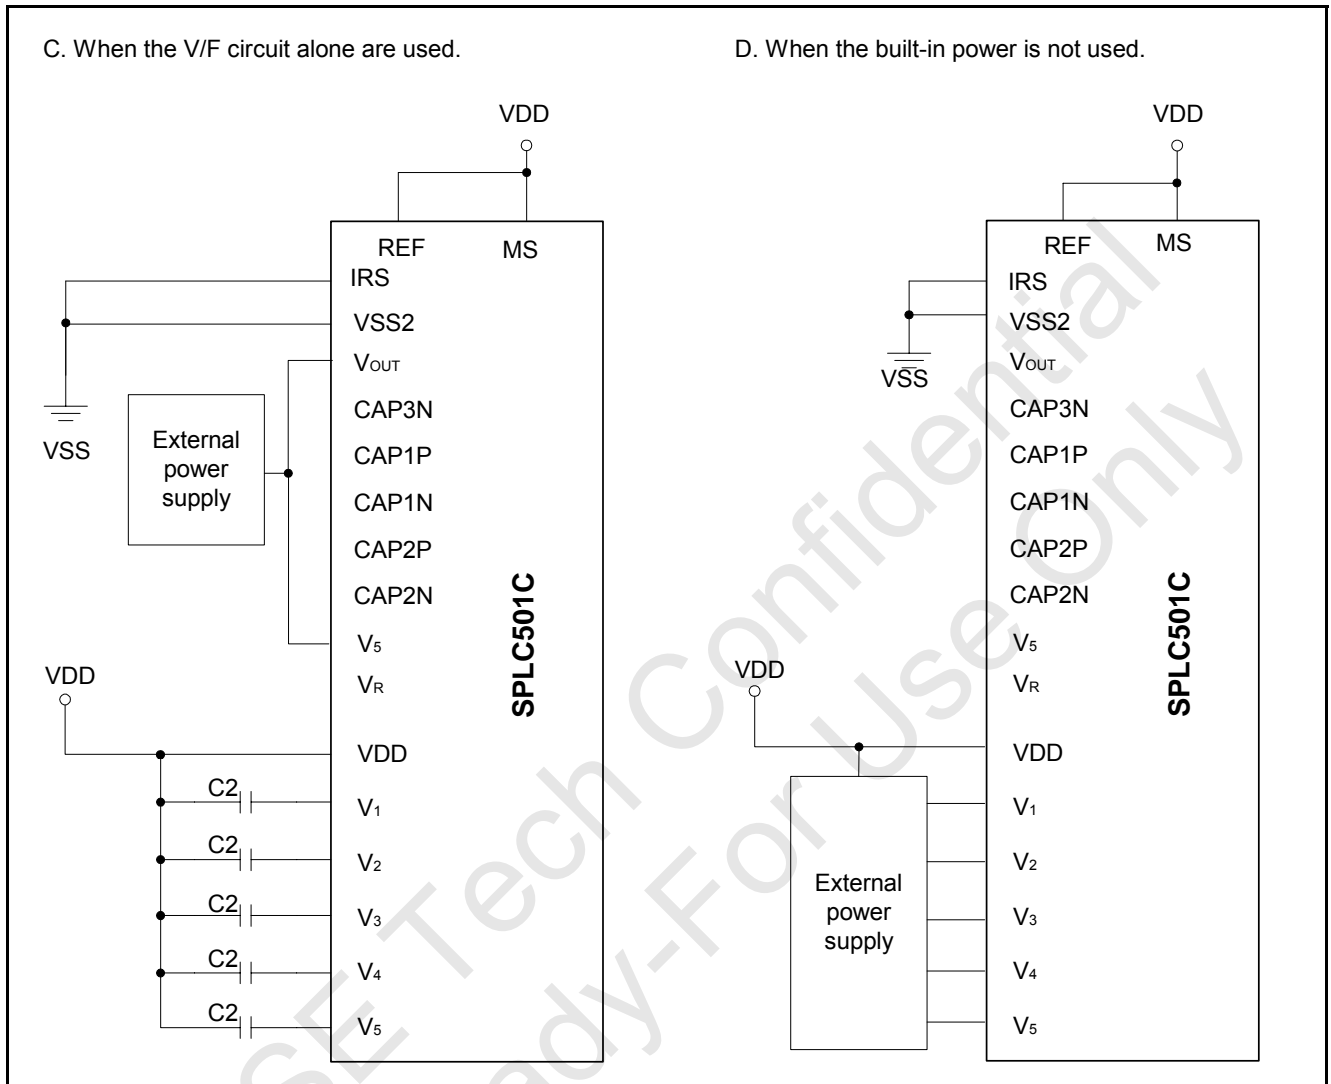 C. When the V/F circuit alone are used.
VDD
REF
MS
IRS
VSS2
VOUT
CAP3N
CAP1P
CAP1N
CAP2P
CAP2N
V5
VR
VDD
V1
V2
V3
V4
V5
SPLC501C
VSS
External
power
supply
VDD
C2
C2
C2
C2
C2
D. When the built-in power is not used.
VDD
REF
MS
IRS
VSS2
VOUT
CAP3N
CAP1P
CAP1N
CAP2P
CAP2N
V5
VR
VDD
V1
V2
V3
V4
V5
SPLC501C
VSS
VDD
External
power
supply
SE Tech Confidential
ady-For Use Only